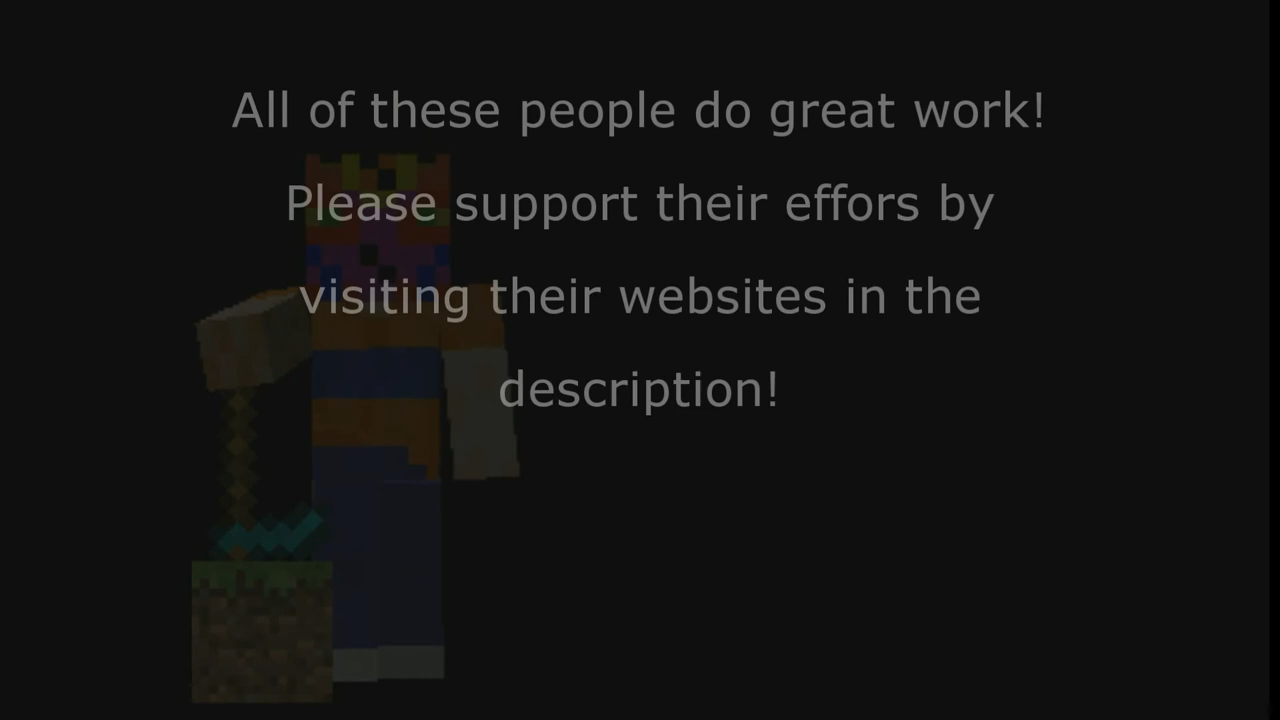 All of these people do great work!
Please support their effors by
visiting their websites in the
description!